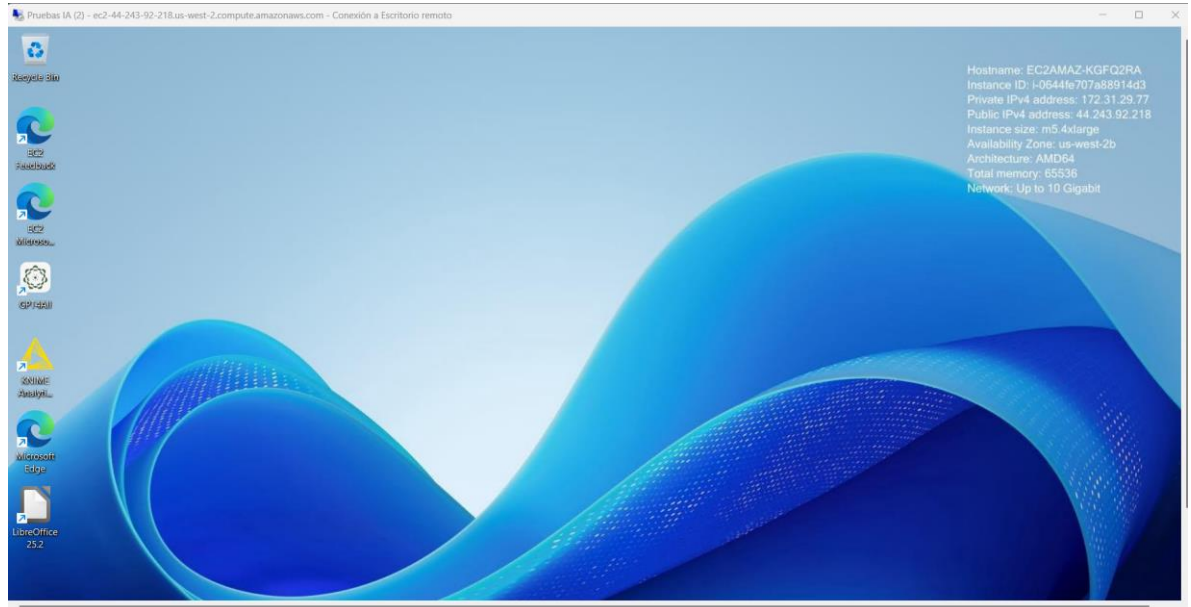 Pruebas IA (2) - ec2-44-243-92-218.us-west-2.compute.amazonaws.com - Conexión a Escritorio remoto
Recycle Bin
EC2
Feedback
EC2
Microso...
GPT4All
KNIME
Analyti...
Microsoft
Edge
LibreOffice
25.2
Hostname: EC2AMAZ-KGFQ2RA
Instance ID: i-0644fe707a88914d3
Private IPv4 address: 172.31.29.77
Public IPv4 address: 44.243.92.218
Instance size: m5.4xlarge
Availability Zone: us-west-2b
Architecture: AMD64
Total memory: 65536
Network: Up to 10 Gigabit